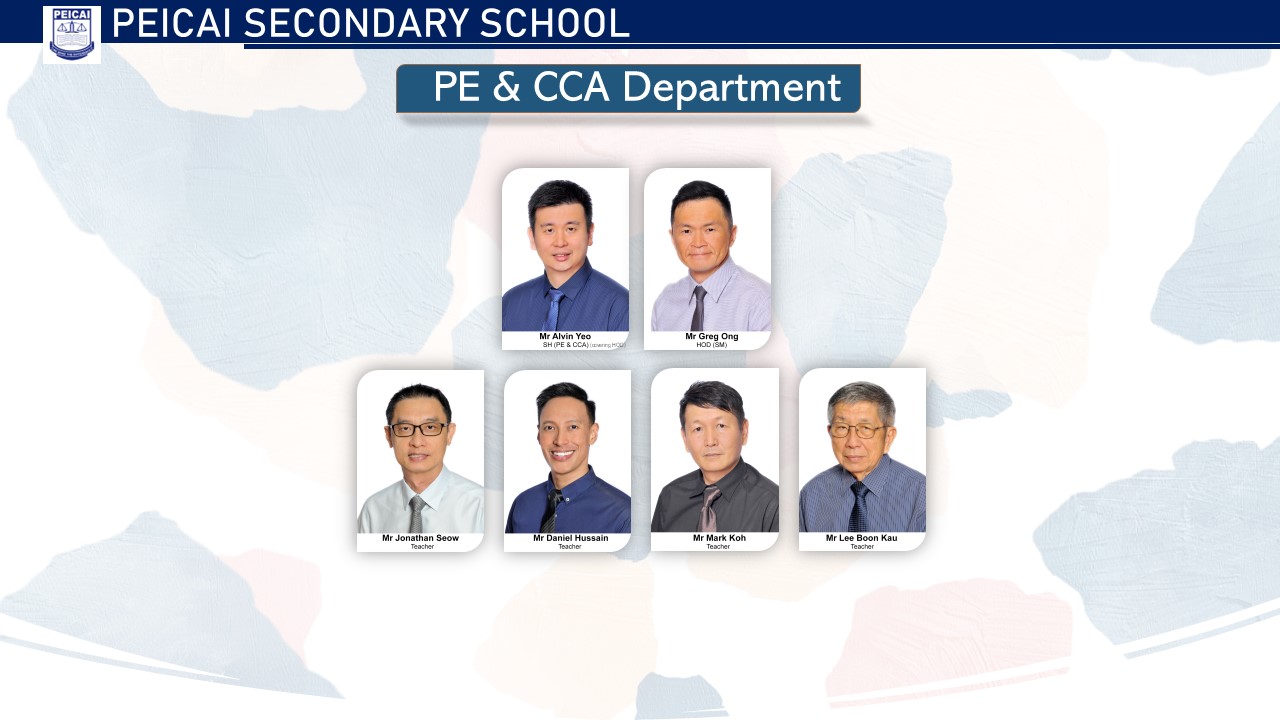 PEICAI
PEICAI SECONDARY SCHOOL
PE & CCA Department
Mr Alvin Yeo
SH (PE & CCA) (covering HOD)
Mr Greg Ong
HOD (SM)
Mr Jonathan Seow
Teacher
Mr Daniel Hussain
Teacher
Mr Mark Koh
Teacher
Mr Lee Boon Kau
Teacher